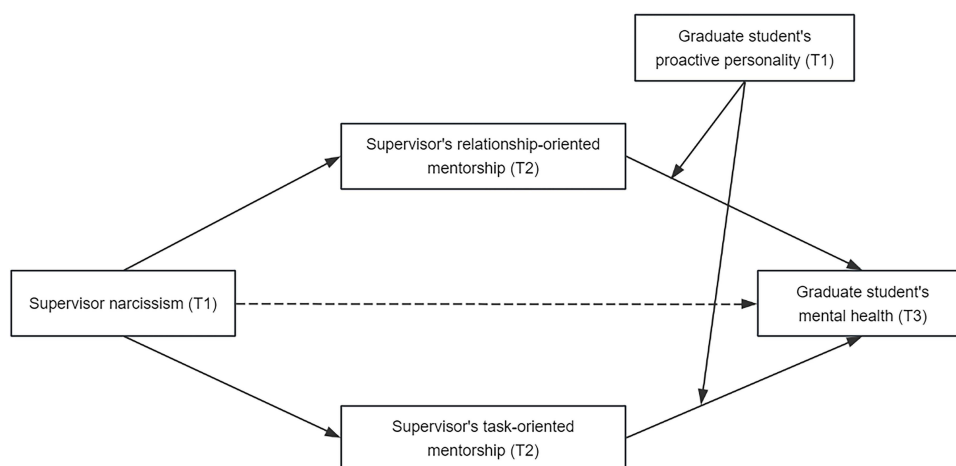 Graduate student's
proactive personality (T1)
Supervisor's relationship-oriented
mentorship (T2)
Supervisor narcissism (T1)
Graduate student's
mental health (T3)
Supervisor's task-oriented
mentorship (T2)